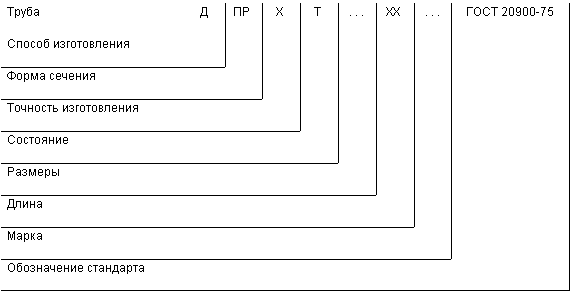 Труба Д ПР Х Т ... ХХ ... ГОСТ 20900-75
Способ изготовления
Форма сечения
Точность изготовления
Состояние
Размеры
Длина
Марка
Обозначение стандарта